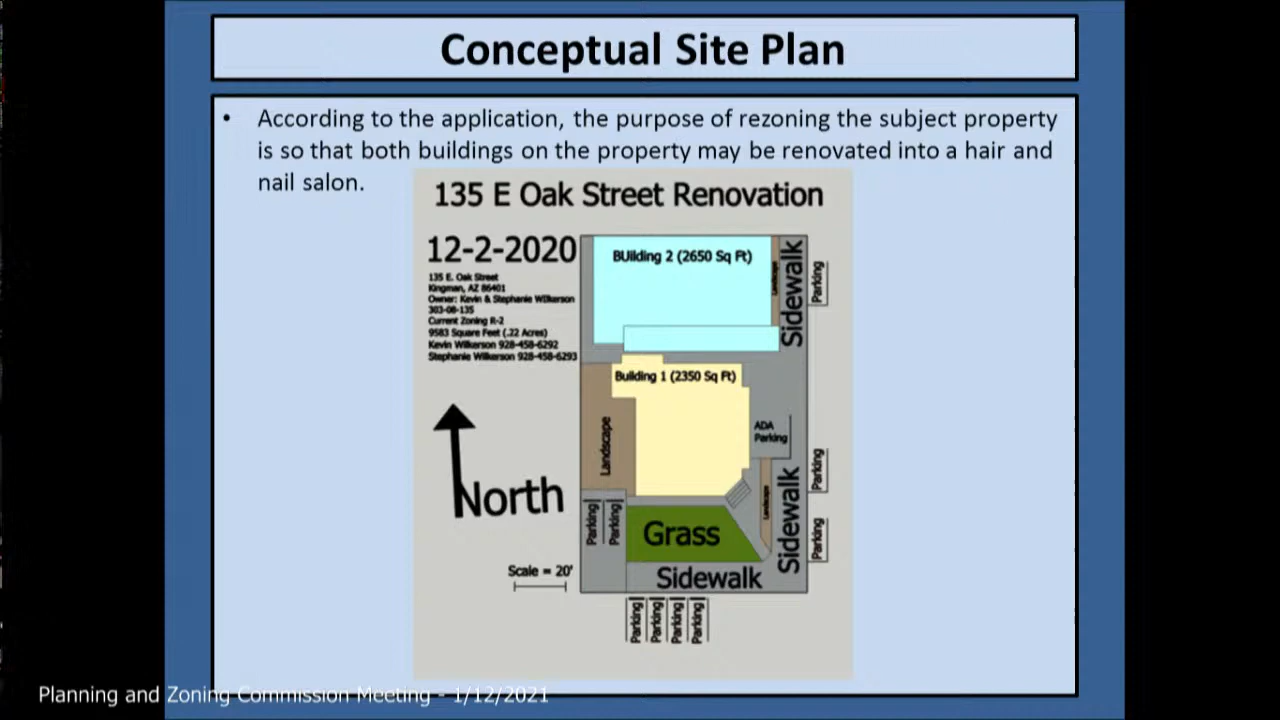 Conceptual Site Plan
• According to the application, the purpose of rezoning the subject property
is so that both buildings on the property may be renovated into a hair and
nail salon.
135 E Oak Street Renovation
12-2-2020
135 E. Oak Street
Kingman, AZ 86401
Owner: Kevin & Stephanie Wilkerson
303-08-135
Current Zoning R-2
9583 Square Feet (.22 Acres)
Kevin Wilkerson 928-458-6292
Stephanie Wilkerson 928-458-6293
BUilding 2 (2650 Sq Ft)
Landscape
Sidewalk
Parking
Building 1 (2350 Sq Ft)
Landscape
ADA
Parking
Parking
North
Parking
Parking
Grass
Landscape
Sidewalk
Parking
Scale = 20'
Sidewalk
Parking
Parking
Parking
Parking
Planning and Zoning Commission Meeting - 1/12/2021